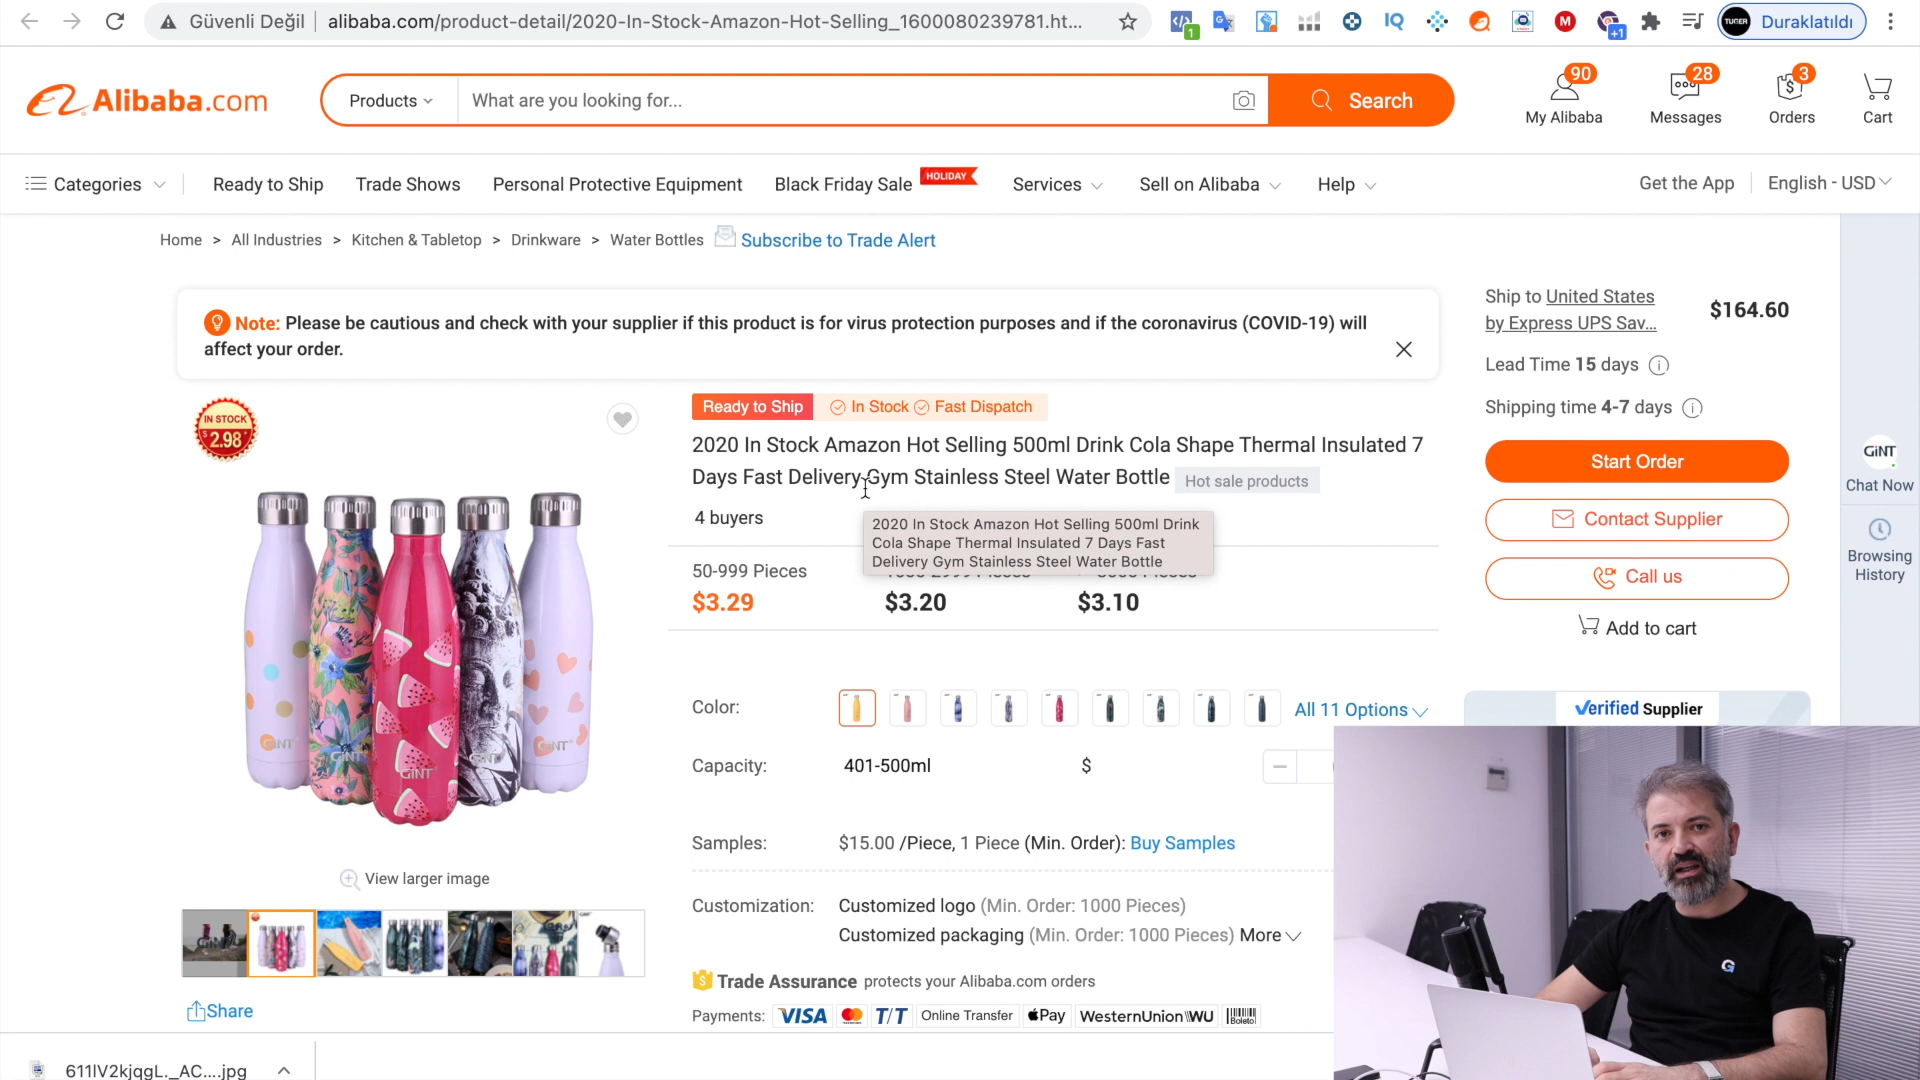 Güvenli Değil
alibaba.com/product-detail/2020-In-Stock-Amazon-Hot-Selling_1600080239781.ht...
1
IQ
M
+1
TUNER
Duraklatıldı
Alibaba.com
Products
What are you looking for...
Search
90
My Alibaba
28
Messages
3
Orders
Cart
Categories
Ready to Ship
Trade Shows
Personal Protective Equipment
Black Friday Sale
HOLIDAY
Services
Sell on Alibaba
Help
Get the App
English - USD
Home > All Industries > Kitchen & Tabletop > Drinkware > Water Bottles
Subscribe to Trade Alert
Note: Please be cautious and check with your supplier if this product is for virus protection purposes and if the coronavirus (COVID-19) will
affect your order.
IN STOCK
$2.98
Ready to Ship
In Stock
Fast Dispatch
2020 In Stock Amazon Hot Selling 500ml Drink Cola Shape Thermal Insulated 7
Days Fast Delivery Gym Stainless Steel Water Bottle
Hot sale products
4 buyers
2020 In Stock Amazon Hot Selling 500ml Drink
Cola Shape Thermal Insulated 7 Days Fast
Delivery Gym Stainless Steel Water Bottle
50-999 Pieces
$3.29
$3.20
$3.10
GiNT
GiNT
GiNT
GiNT
GiNT
Color:
All 11 Options
Capacity:
401-500ml
$
Samples:
$15.00 /Piece, 1 Piece (Min. Order): Buy Samples
Customization:
Customized logo (Min. Order: 1000 Pieces)
Customized packaging (Min. Order: 1000 Pieces) More
Trade Assurance protects your Alibaba.com orders
Payments:
VISA
T/T
Online Transfer
Pay
WesternUnion WU
Boleto
View larger image
Share
Ship to United States
by Express UPS Sav...
$164.60
Lead Time 15 days
Shipping time 4-7 days
Start Order
Contact Supplier
Call us
Add to cart
Verified Supplier
GiNT
Chat Now
Browsing
History
G
611lV2kjqgL._AC....jpg